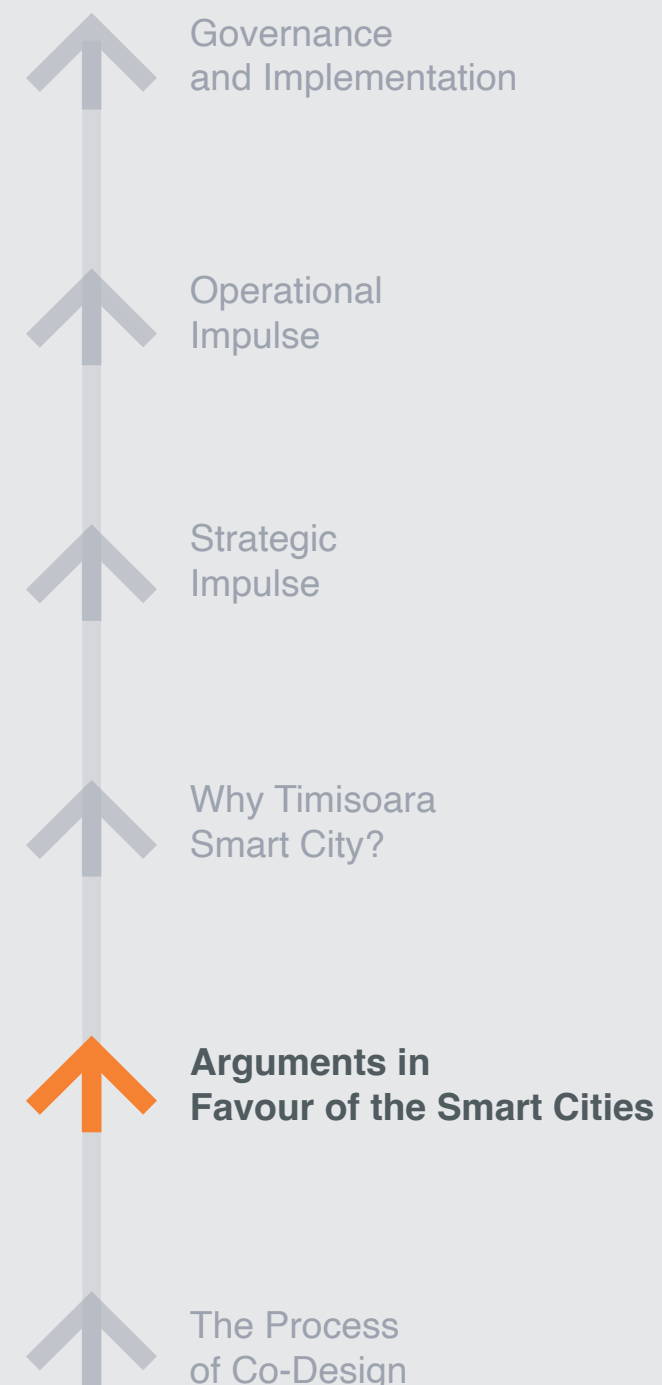 Governance
and Implementation
Operational
Impulse
Strategic
Impulse
Why Timisoara
Smart City?
Arguments in
Favour of the Smart Cities
The Process
of Co-Design